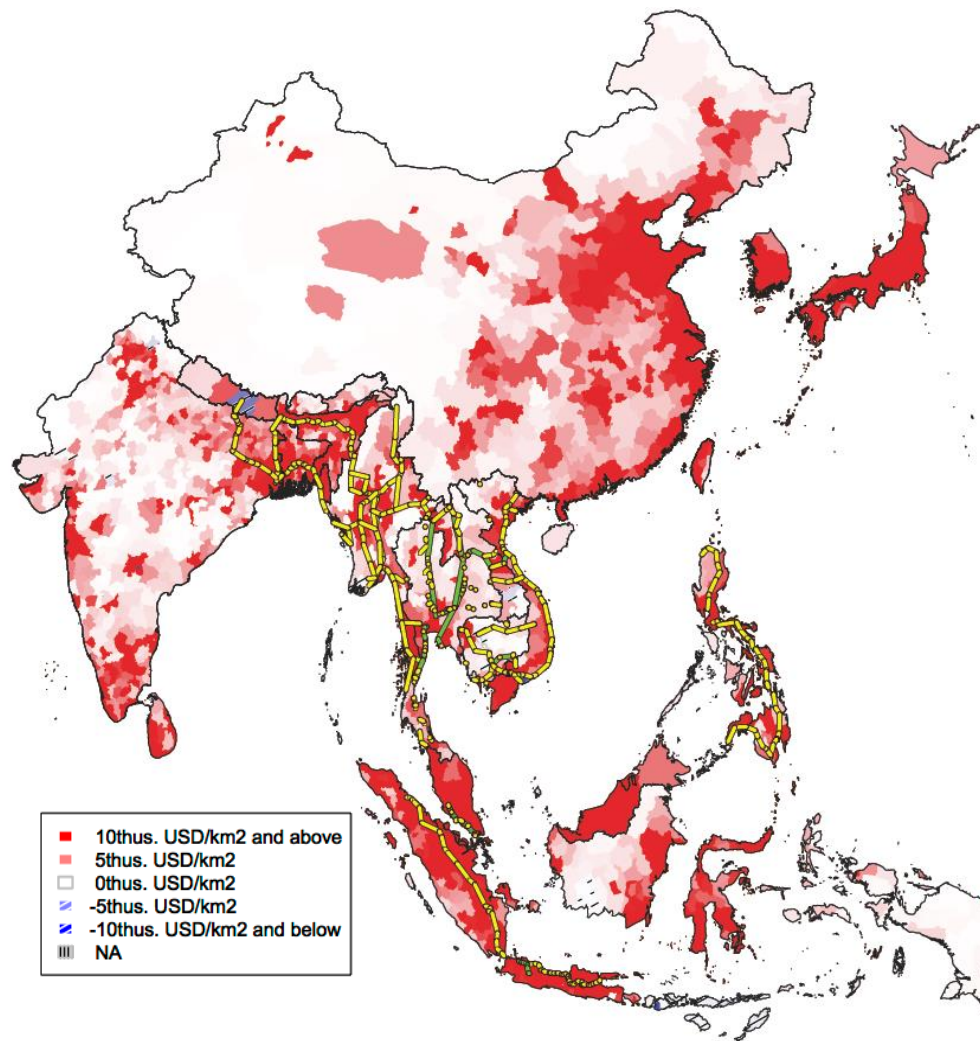 10thus. USD/km2 and above
5thus. USD/km2
0thus. USD/km2
-5thus. USD/km2
-10thus. USD/km2 and below
NA